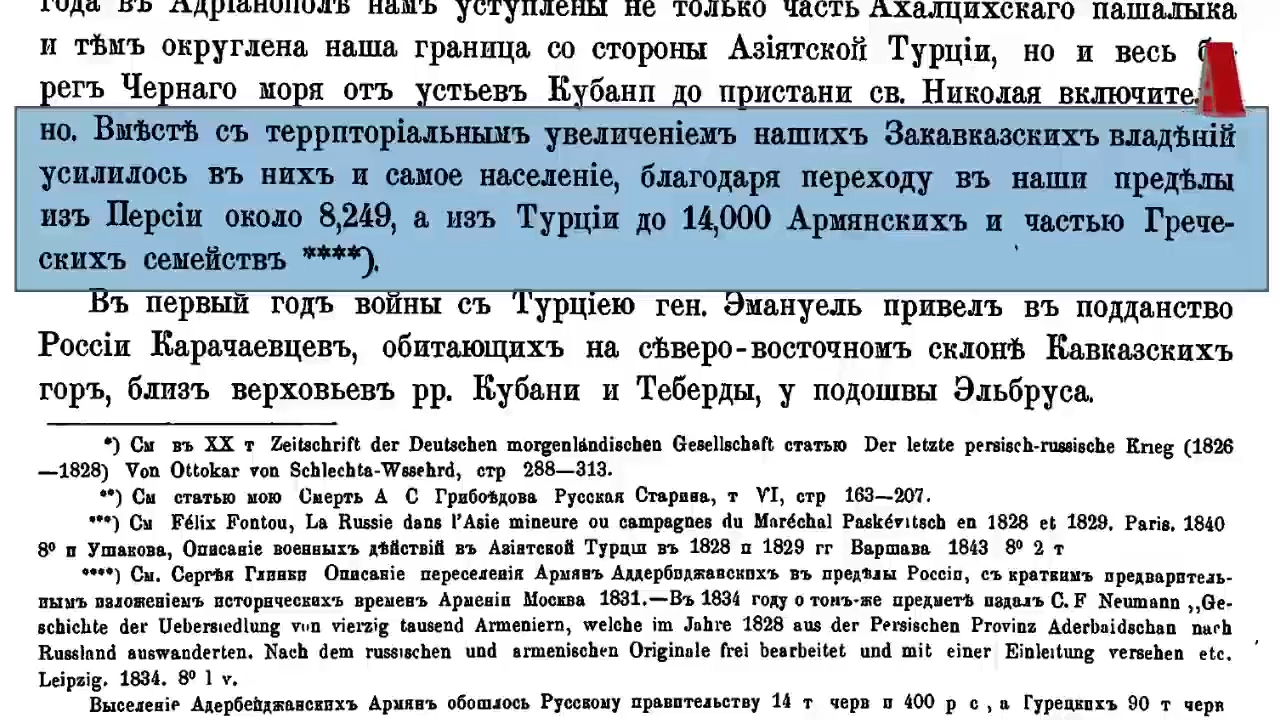 года въ Адріанополѣ намъ уступлены не только часть Ахалцихскаго пашалыка
и тѣмъ округлена наша граница со стороны Азіятской Турціи, но и весь
регъ Чернаго моря отъ устьевъ Кубани до пристани св. Николая
но. Вмѣстѣ съ территоріальнымъ увеличеніемъ нашихъ Закавказскихъ владѣній
усилилось въ нихъ и самое населеніе, благодаря переходу въ наши предѣлы
изъ Персіи около 8,249, а изъ Турціи до 14,000 Армянскихъ и частью Грече-
скихъ семействъ ****).
Въ первый годъ войны съ Турціею ген. Эмануель привелъ въ подданство
Россіи Карачаевцевъ, обитающихъ на сѣверо-восточномъ склонѣ Кавказскихъ
горъ, близъ верховьевъ рр. Кубани и Теберды, у подошвы Эльбруса.
*) См въ XX т Zeitschrift der Deutschen morgenländischen Gesellschaft статью Der letzte persisch-russische Krieg (1826
—1828) Von Ottokar von Schlechta-Wssehrd, стр 288—313.
**) См статью мою Смерть А С Грибоѣдова Русская Старина, т VI, стр 163—207.
***) См Félix Fontou, La Russie dans l'Asie mineure ou campagnes du Maréchal Paskévitsch en 1828 et 1829. Paris. 1840
8° и Ушакова, Описаніе военныхъ дѣйствій въ Азіатской Турціи въ 1828 и 1829 гг Варшава 1843 8° 2 т
****) См. Сергѣя Глинки Описаніе переселенія Армянъ Аддербиджанскихъ въ предѣлы Россіи, съ краткимъ предваритель-
нымъ изложеніемъ историческихъ временъ Арменіи Москва 1831.—Въ 1834 году о томъ-же предметѣ издалъ C. F Neumann „Ge-
schichte der Uebersiedlung von vierzig tausend Armeniern, welche im Jahre 1828 aus der Persischen Provinz Aderbaidschan nach
Russland auswanderten. Nach dem russischen und armenischen Originale frei bearbeitet und mit einer Einleitung versehen etc.
Leipzig. 1834. 8° 1 v.
Выселеніе Адербейджанскихъ Армянъ обошлось Русскому правительству 14 т черв и 400 р с, а Турецкихъ 90 т черв